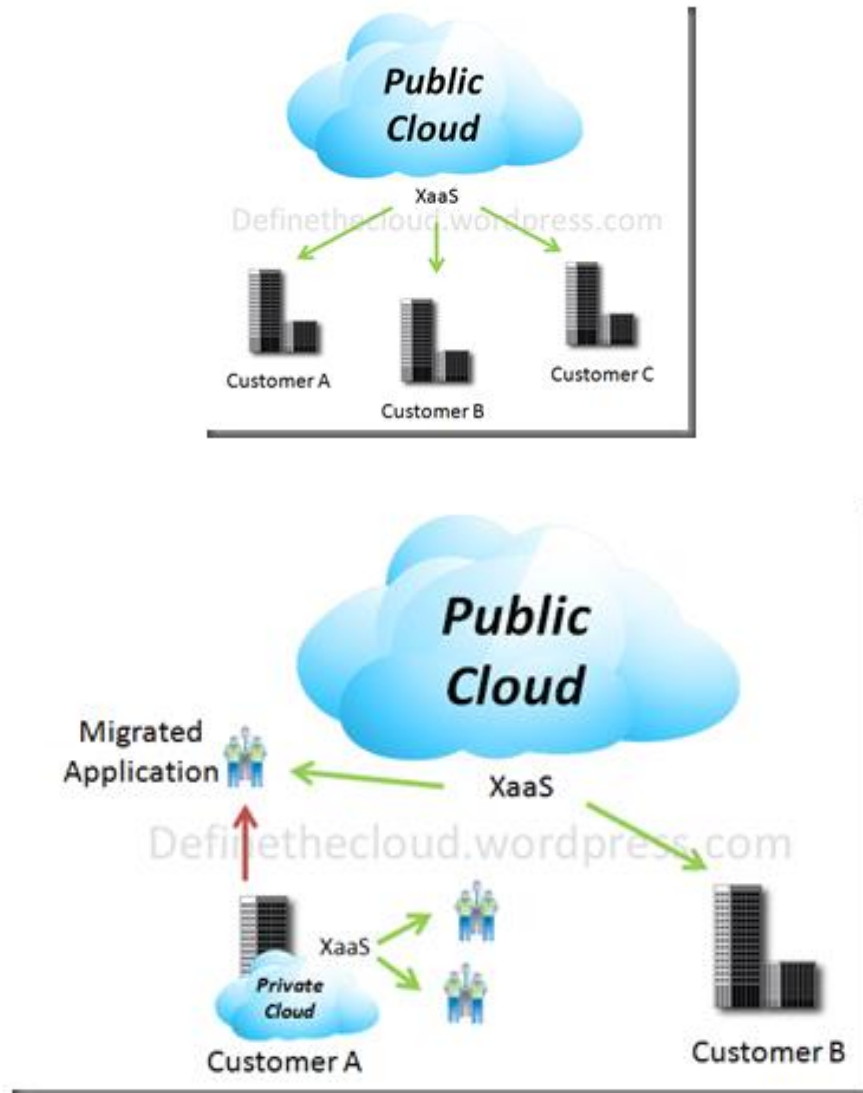 Public
Cloud
XaaS
Definethecloud.wordpress.com
Customer A
Customer B
Customer C
Public
Cloud
Migrated
Application
XaaS
Definethecloud.wordpress.com
XaaS
Private
Cloud
Customer A
Customer B